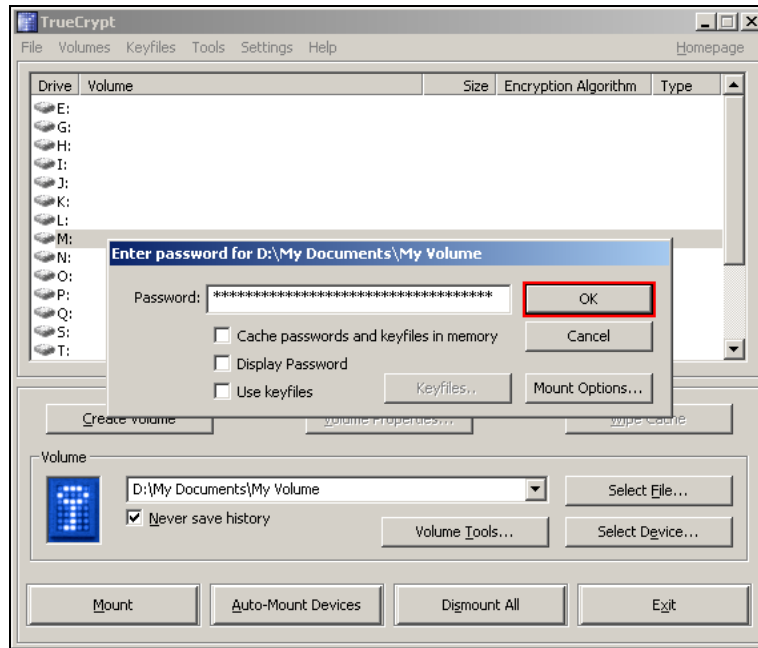 TrueCrypt
File Volumes Keyfiles Tools Settings Help Homepage
Drive Volume Size Encryption Algorithm Type
E:
G:
H:
I:
J:
K:
L:
M:
N:
O:
P:
Q:
S:
T:
Enter password for D:\My Documents\My Volume
Password: ************************************
OK
Cache passwords and keyfiles in memory
Cancel
Display Password
Use keyfiles
Keyfiles..
Mount Options...
Create Volume
Volume Properties...
Wipe Cache
Volume
D:\My Documents\My Volume
Select File...
Never save history
Volume Tools...
Select Device...
Mount
Auto-Mount Devices
Dismount All
Exit